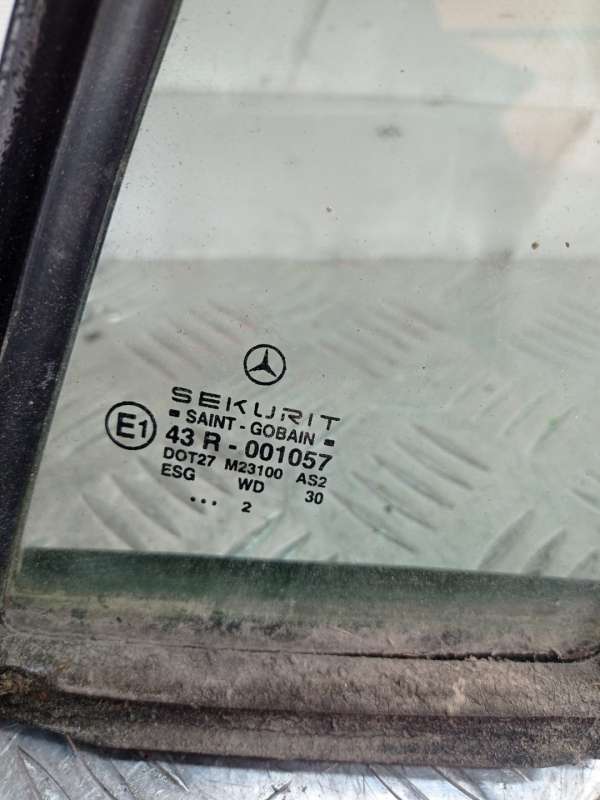 SEKURIT
▪ SAINT - GOBAIN ▪
E1
43 R - 001057
DOT27 M23100 AS2
ESG WD 30
... 2